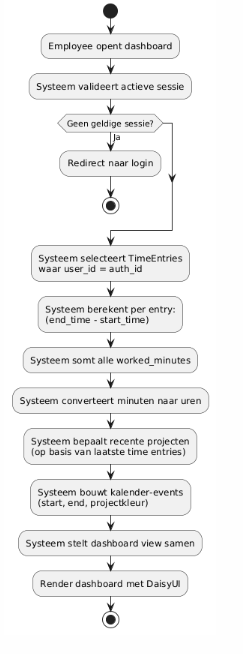 Employee opent dashboard
Systeem valideert actieve sessie
Geen geldige sessie?
Ja
Redirect naar login
Systeem selecteert TimeEntries
waar user_id = auth_id
Systeem berekent per entry:
(end_time - start_time)
Systeem somt alle worked_minutes
Systeem converteert minuten naar uren
Systeem bepaalt recente projecten
(op basis van laatste time entries)
Systeem bouwt kalender-events
(start, end, projectkleur)
Systeem stelt dashboard view samen
Render dashboard met DaisyUI